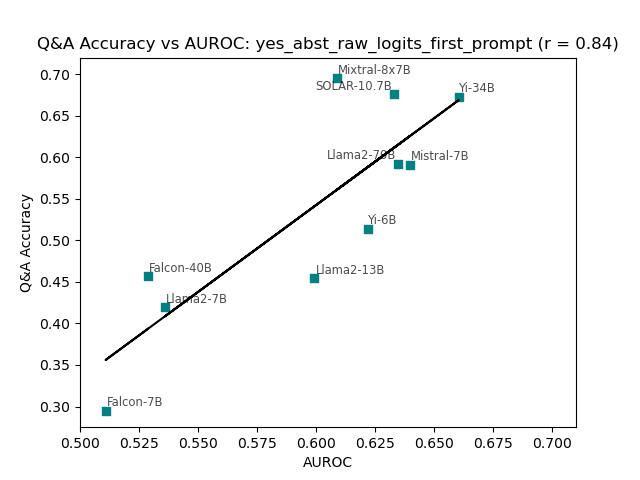 Q&A Accuracy vs AUROC: yes_abst_raw_logits_first_prompt (r = 0.84)
0.70
0.65
0.60
0.55
0.50
0.45
0.40
0.35
0.30
Q&A Accuracy
Mixtral-8x7B
SOLAR-10.7B
Yi-34B
Llama2-70B
Mistral-7B
Yi-6B
Falcon-40B
Llama2-13B
Llama2-7B
Falcon-7B
0.500
0.525
0.550
0.575
0.600
0.625
0.650
0.675
0.700
AUROC